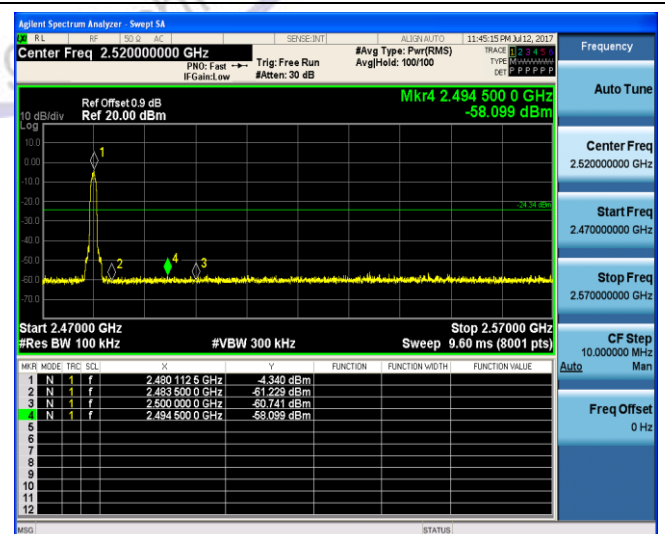 Agilent Spectrum Analyzer - Swept SA
RL RF 50 Ω AC SENSE:INT ALIGN AUTO 11:45:15 PM Jul 12, 2017
Center Freq 2.520000000 GHz
PNO: Fast
IFGain:Low
Trig: Free Run
#Atten: 30 dB
#Avg Type: Pwr(RMS)
Avg|Hold: 100/100
TRACE 1 2 3 4 5 6
TYPE M
DET P P P P P P
Ref Offset 0.9 dB
10 dB/div Ref 20.00 dBm
Log
Mkr4 2.494 500 0 GHz
-58.099 dBm
10.0
0.00
-10.0
-20.0
-30.0
-40.0
-50.0
-60.0
-70.0
1
2
4
3
-24.34 dBm
Start 2.47000 GHz Stop 2.57000 GHz
#Res BW 100 kHz #VBW 300 kHz Sweep 9.60 ms (8001 pts)
MKR MODE TRC SCL X Y FUNCTION FUNCTION WIDTH FUNCTION VALUE
1 N 1 f 2.480 112 5 GHz -4.340 dBm
2 N 1 f 2.483 500 0 GHz -61.229 dBm
3 N 1 f 2.500 000 0 GHz -60.741 dBm
4 N 1 f 2.494 500 0 GHz -58.099 dBm
5
6
7
8
9
10
11
12
MSG STATUS
Frequency
Auto Tune
Center Freq
2.520000000 GHz
Start Freq
2.470000000 GHz
Stop Freq
2.570000000 GHz
CF Step
10.000000 MHz
Auto Man
Freq Offset
0 Hz